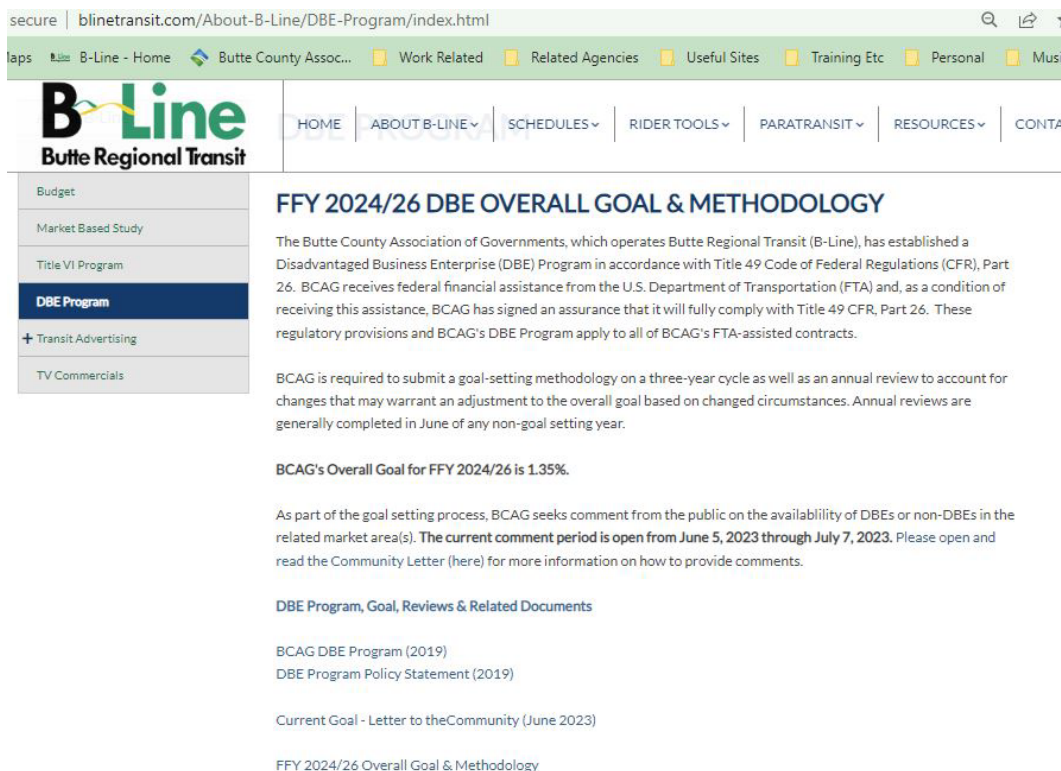 secure | blinetransit.com/About-B-Line/DBE-Program/index.html
B-Line - Home Butte County Assoc... Work Related Related Agencies Useful Sites Training Etc Personal
B-Line
Butte Regional Transit
DBE PROGRAM
HOME ABOUT B-LINE SCHEDULES RIDER TOOLS PARATRANSIT RESOURCES
Budget
Market Based Study
Title VI Program
DBE Program
+ Transit Advertising
TV Commercials
FFY 2024/26 DBE OVERALL GOAL & METHODOLOGY
The Butte County Association of Governments, which operates Butte Regional Transit (B-Line), has established a
Disadvantaged Business Enterprise (DBE) Program in accordance with Title 49 Code of Federal Regulations (CFR), Part
26. BCAG receives federal financial assistance from the U.S. Department of Transportation (FTA) and, as a condition of
receiving this assistance, BCAG has signed an assurance that it will fully comply with Title 49 CFR, Part 26. These
regulatory provisions and BCAG's DBE Program apply to all of BCAG's FTA-assisted contracts.
BCAG is required to submit a goal-setting methodology on a three-year cycle as well as an annual review to account for
changes that may warrant an adjustment to the overall goal based on changed circumstances. Annual reviews are
generally completed in June of any non-goal setting year.
BCAG's Overall Goal for FFY 2024/26 is 1.35%.
As part of the goal setting process, BCAG seeks comment from the public on the availablility of DBEs or non-DBEs in the
related market area(s). The current comment period is open from June 5, 2023 through July 7, 2023. Please open and
read the Community Letter (here) for more information on how to provide comments.
DBE Program, Goal, Reviews & Related Documents
BCAG DBE Program (2019)
DBE Program Policy Statement (2019)
Current Goal - Letter to theCommunity (June 2023)
FFY 2024/26 Overall Goal & Methodology